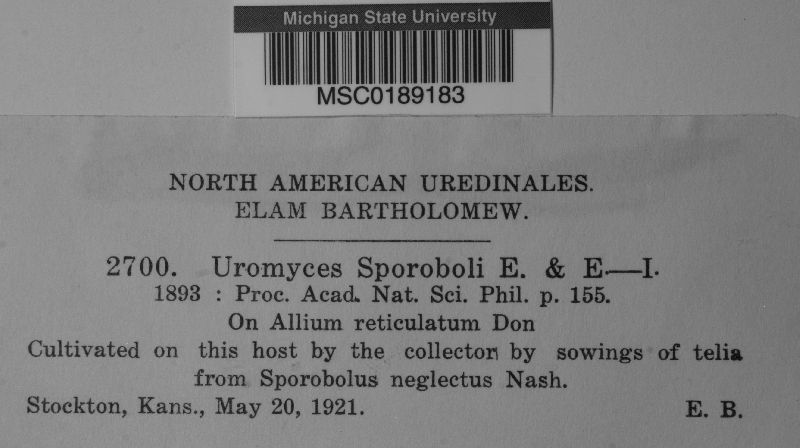 Michigan State University
MSC0189183
NORTH AMERICAN UREDINALES.
ELAM BARTHOLOMEW.
2700. Uromyces Sporoboli E. & E.—I.
1893 : Proc. Acad. Nat. Sci. Phil. p. 155.
On Allium reticulatum Don
Cultivated on this host by the collector by sowings of telia
from Sporobolus neglectus Nash.
Stockton, Kans., May 20, 1921. E. B.